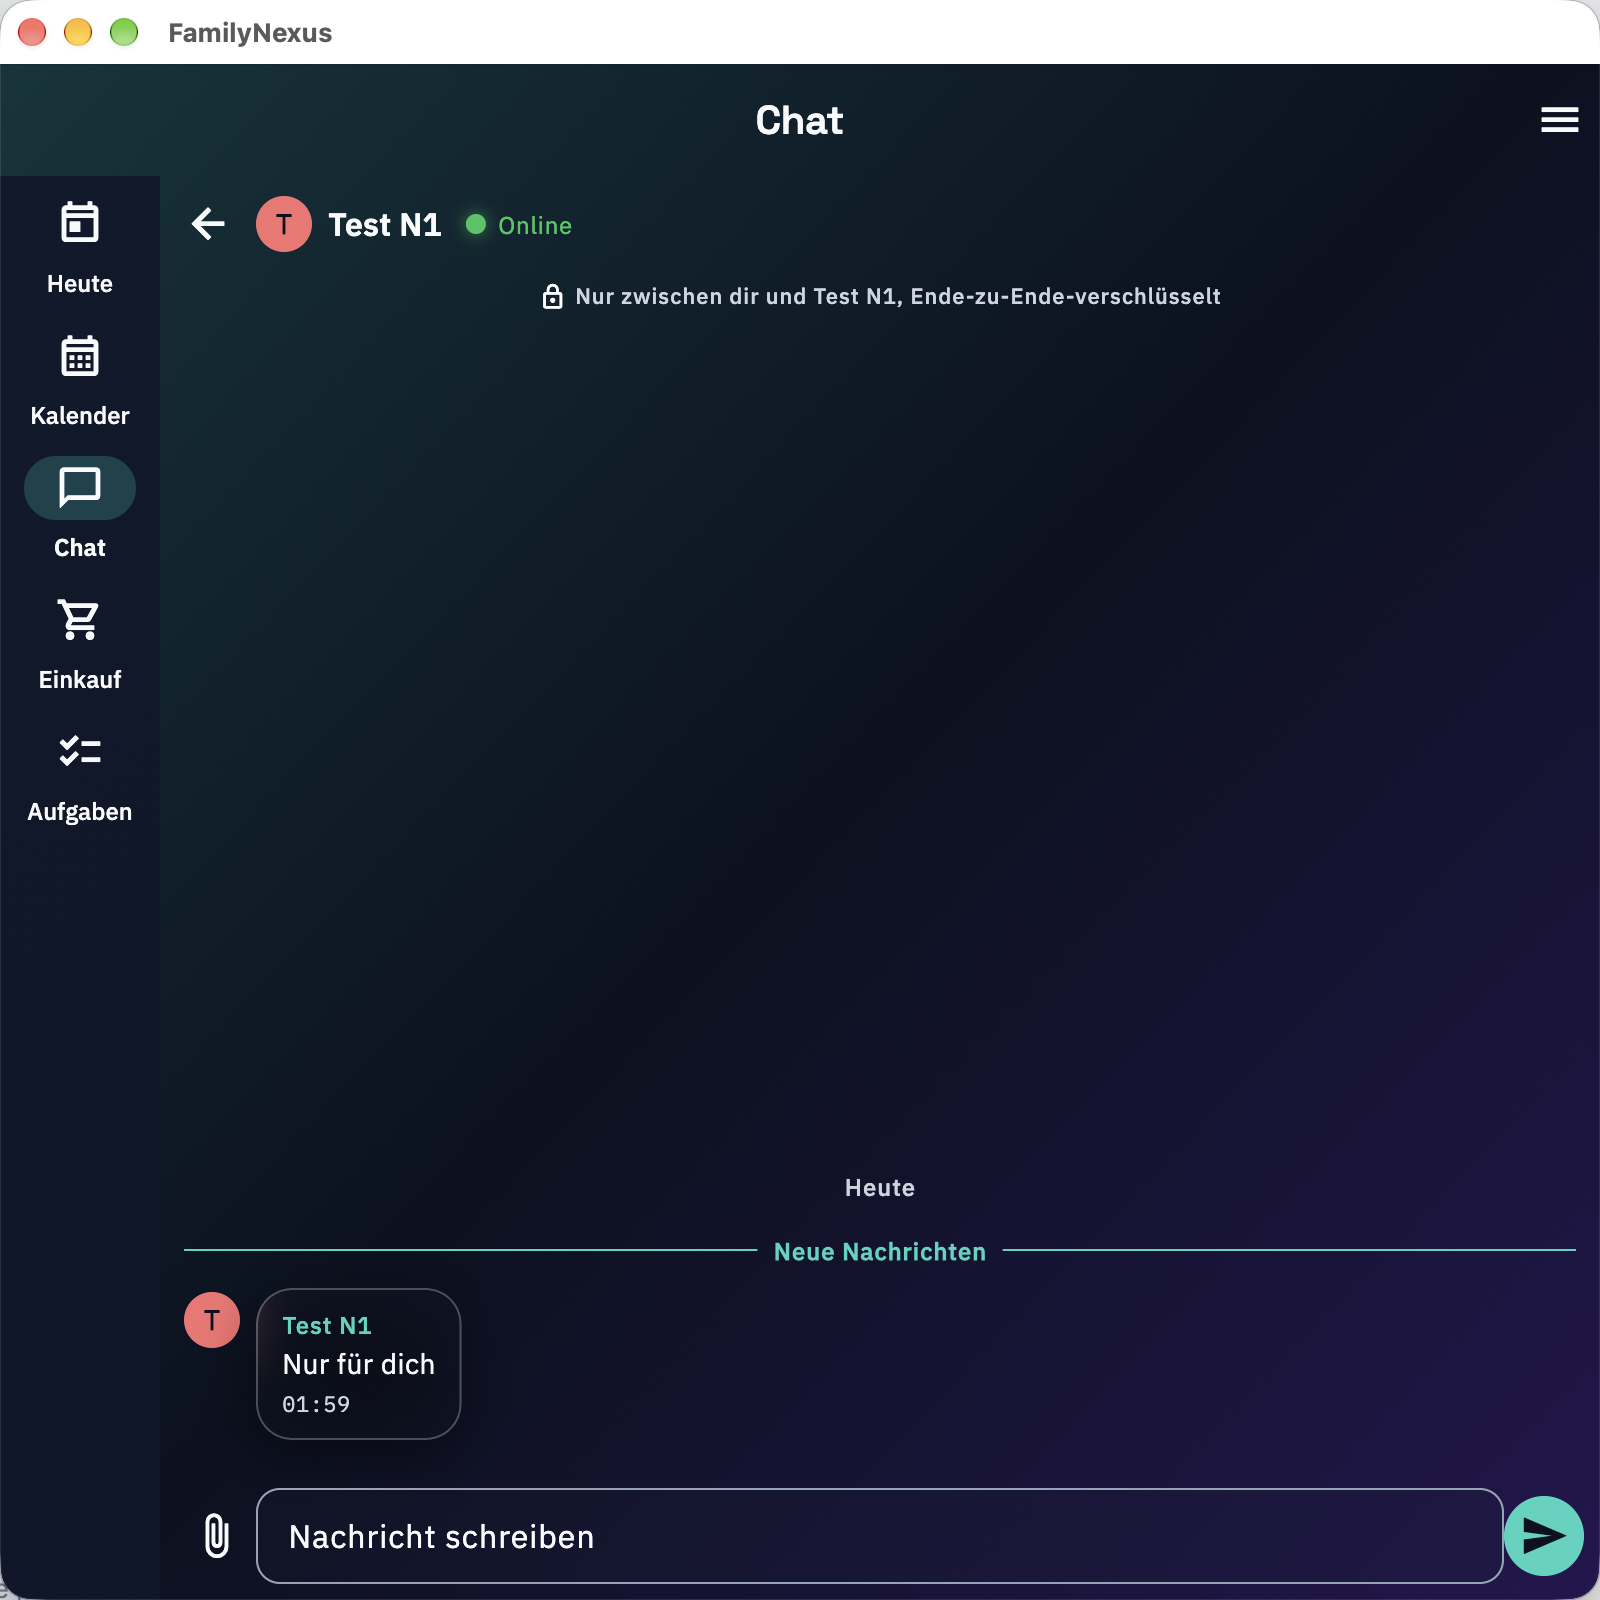 FamilyNexus
Chat
Heute
Kalender
Chat
Einkauf
Aufgaben
T Test N1 Online
Nur zwischen dir und Test N1, Ende-zu-Ende-verschlüsselt
Heute
Neue Nachrichten
T
Test N1
Nur für dich
01:59
Nachricht schreiben